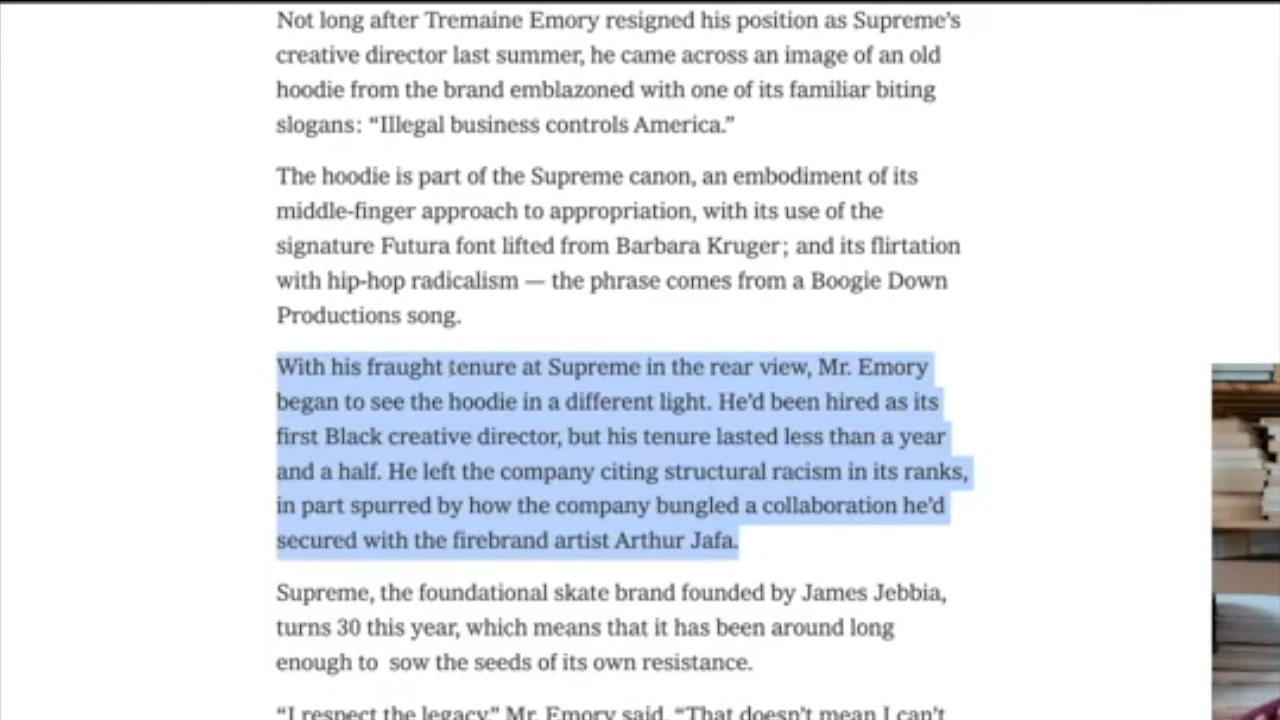 Not long after Tremaine Emory resigned his position as Supreme’s
creative director last summer, he came across an image of an old
hoodie from the brand emblazoned with one of its familiar biting
slogans: “Illegal business controls America.”
The hoodie is part of the Supreme canon, an embodiment of its
middle-finger approach to appropriation, with its use of the
signature Futura font lifted from Barbara Kruger; and its flirtation
with hip-hop radicalism — the phrase comes from a Boogie Down
Productions song.
With his fraught tenure at Supreme in the rear view, Mr. Emory
began to see the hoodie in a different light. He’d been hired as its
first Black creative director, but his tenure lasted less than a year
and a half. He left the company citing structural racism in its ranks,
in part spurred by how the company bungled a collaboration he’d
secured with the firebrand artist Arthur Jafa.
Supreme, the foundational skate brand founded by James Jebbia,
turns 30 this year, which means that it has been around long
enough to  sow the seeds of its own resistance.
“I respect the legacy,” Mr. Emory said. “That doesn’t mean I can’t